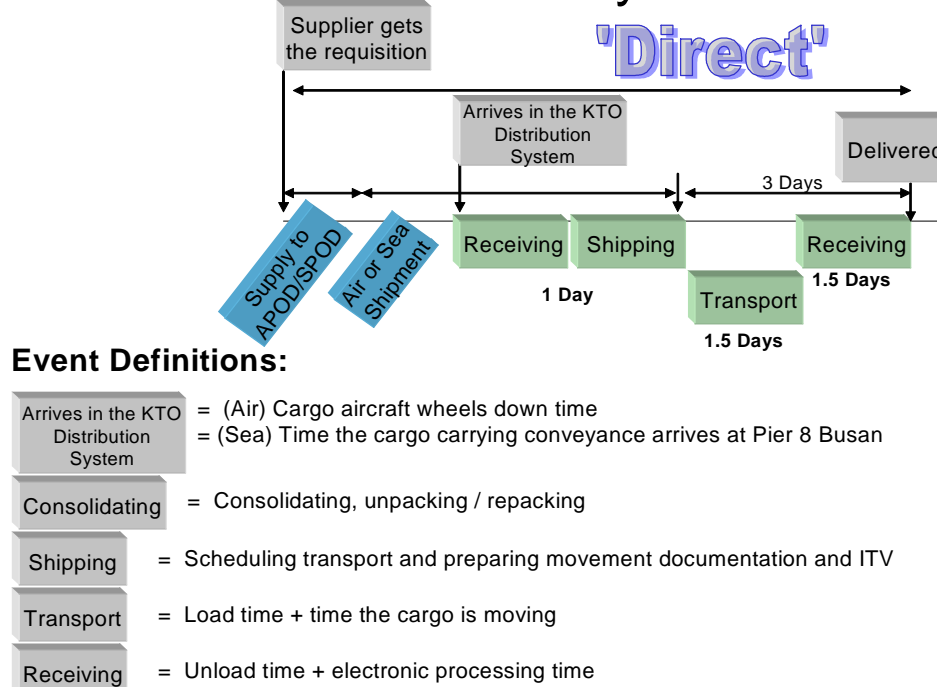 Supplier gets
the requisition
'Direct'
Arrives in the KTO
Distribution
System
Delivered
3 Days
Supply to
APOD/SPOD
Air or Sea
Shipment
Receiving
Shipping
Receiving
1 Day
Transport
1.5 Days
1.5 Days
Event Definitions:
Arrives in the KTO
Distribution
System
= (Air) Cargo aircraft wheels down time
= (Sea) Time the cargo carrying conveyance arrives at Pier 8 Busan
Consolidating
= Consolidating, unpacking / repacking
Shipping
= Scheduling transport and preparing movement documentation and ITV
Transport
= Load time + time the cargo is moving
Receiving
= Unload time + electronic processing time